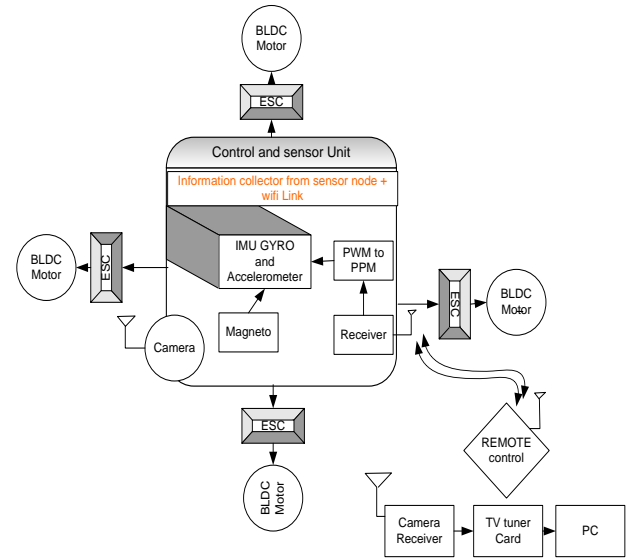 BLDC
Motor
ESC
Control and sensor Unit
Information collector from sensor node +
wifi Link
IMU GYRO
and
Accelerometer
PWM to
PPM
BLDC
Motor
ESC
ESC
BLDC
Motor
Magneto
Receiver
Camera
ESC
BLDC
Motor
REMOTE
control
Camera
Receiver
TV tuner
Card
PC